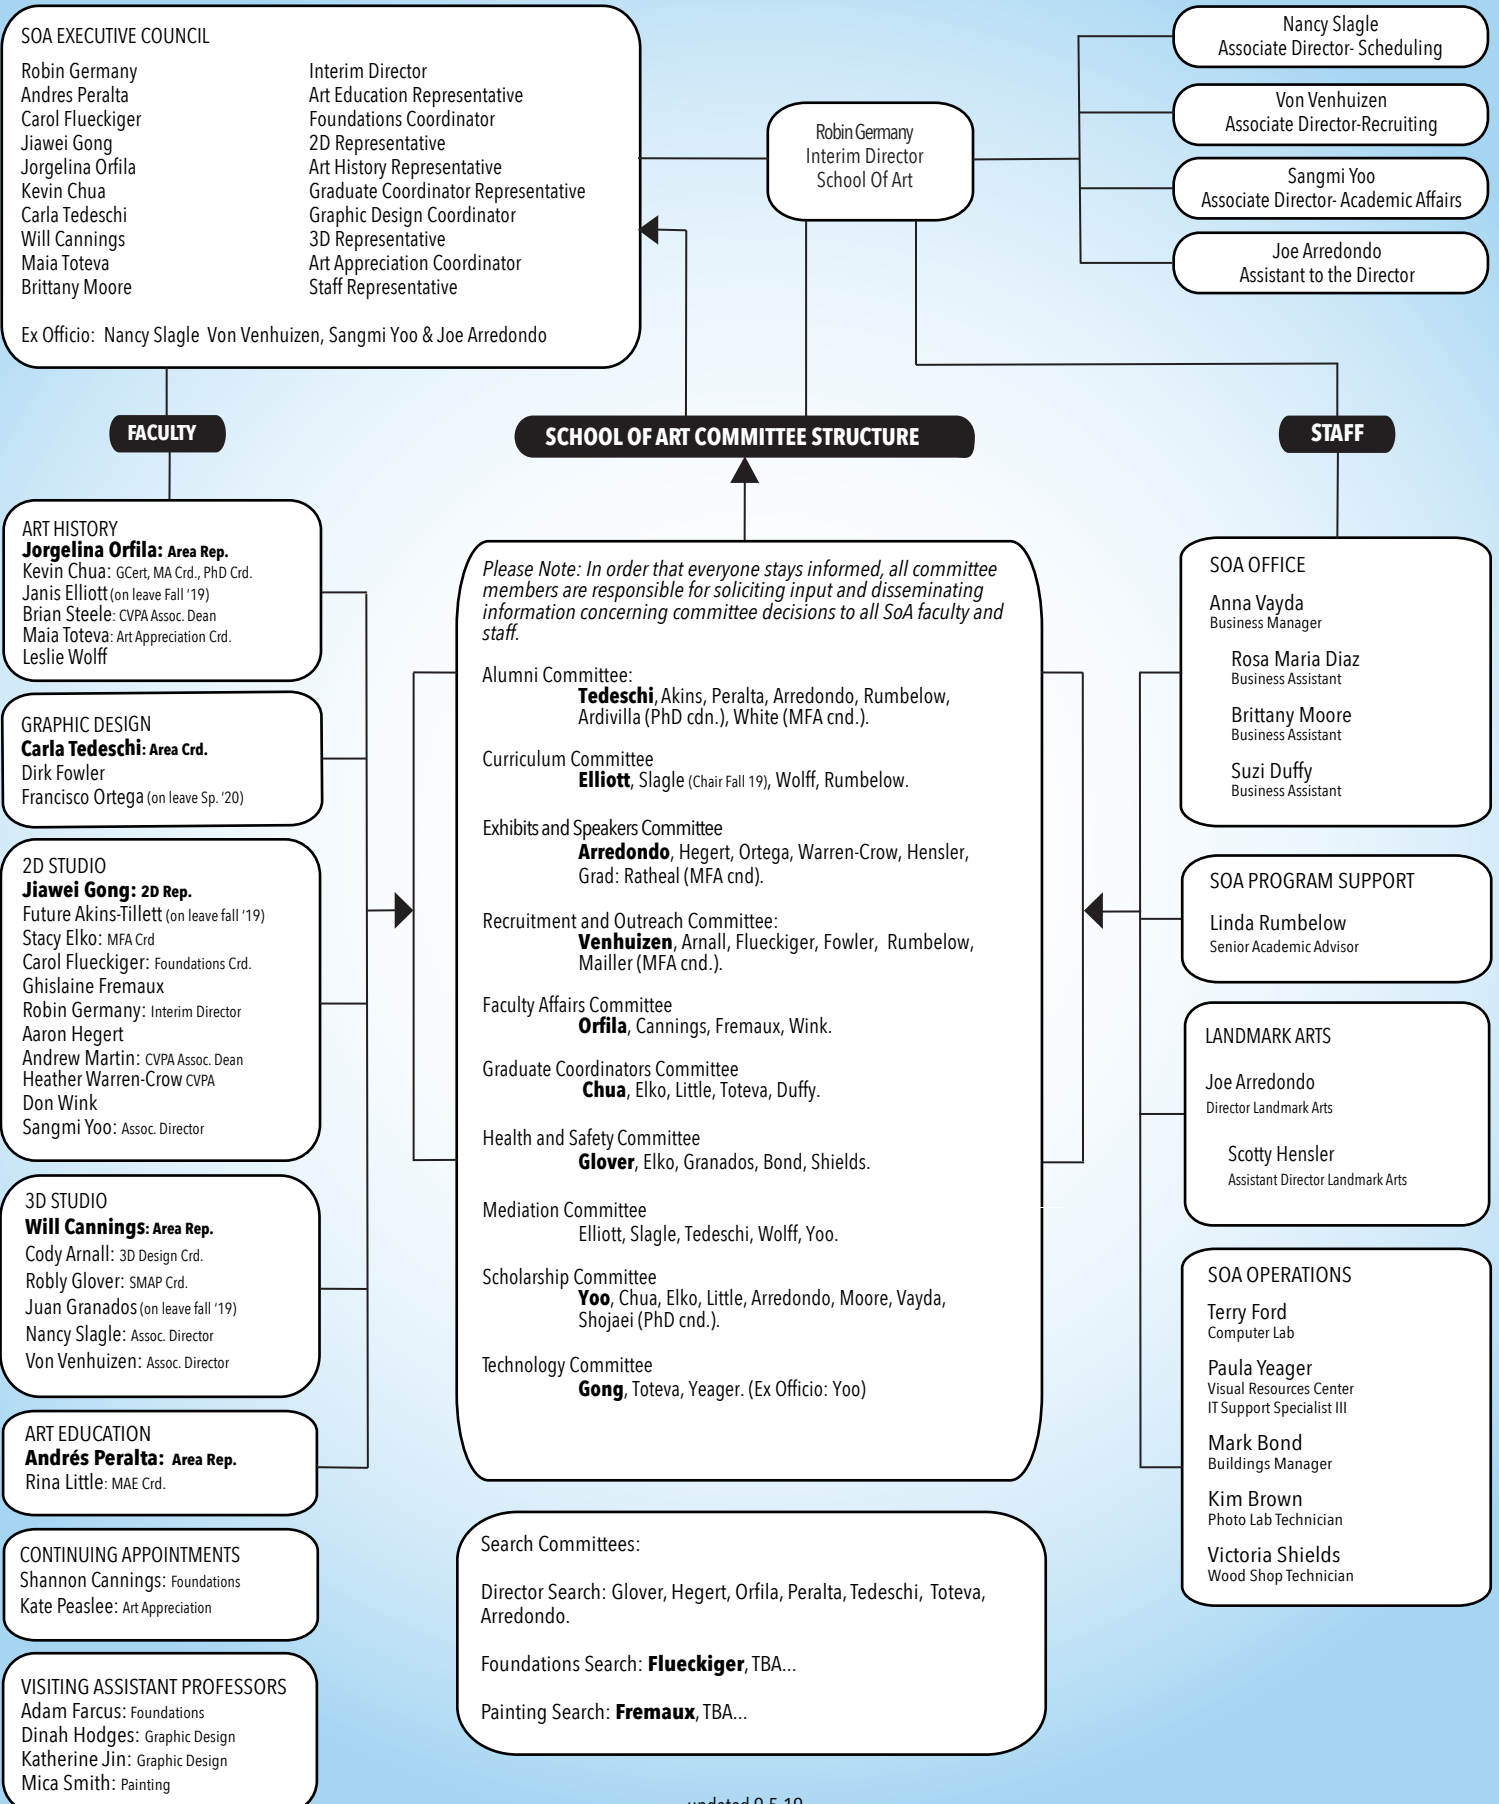 SOA EXECUTIVE COUNCIL
Robin Germany Interim Director
Andres Peralta Art Education Representative
Carol Flueckiger Foundations Coordinator
Jiawei Gong 2D Representative
Jorgelina Orfila Art History Representative
Kevin Chua Graduate Coordinator Representative
Carla Tedeschi Graphic Design Coordinator
Will Cannings 3D Representative
Maia Toteva Art Appreciation Coordinator
Brittany Moore Staff Representative
Ex Officio: Nancy Slagle Von Venhuizen, Sangmi Yoo & Joe Arredondo
Robin Germany
Interim Director
School Of Art
Nancy Slagle
Associate Director- Scheduling
Von Venhuizen
Associate Director-Recruiting
Sangmi Yoo
Associate Director- Academic Affairs
Joe Arredondo
Assistant to the Director
FACULTY
SCHOOL OF ART COMMITTEE STRUCTURE
STAFF
ART HISTORY
Jorgelina Orfila: Area Rep.
Kevin Chua: GCert, MA Crd., PhD Crd.
Janis Elliott (on leave Fall '19)
Brian Steele: CVPA Assoc. Dean
Maia Toteva: Art Appreciation Crd.
Leslie Wolff
GRAPHIC DESIGN
Carla Tedeschi: Area Crd.
Dirk Fowler
Francisco Ortega (on leave Sp. '20)
2D STUDIO
Jiawei Gong: 2D Rep.
Future Akins-Tillett (on leave fall '19)
Stacy Elko: MFA Crd
Carol Flueckiger: Foundations Crd.
Ghislaine Fremaux
Robin Germany: Interim Director
Aaron Hegert
Andrew Martin: CVPA Assoc. Dean
Heather Warren-Crow CVPA
Don Wink
Sangmi Yoo: Assoc. Director
3D STUDIO
Will Cannings: Area Rep.
Cody Arnall: 3D Design Crd.
Robly Glover: SMAP Crd.
Juan Granados (on leave fall '19)
Nancy Slagle: Assoc. Director
Von Venhuizen: Assoc. Director
ART EDUCATION
Andrés Peralta: Area Rep.
Rina Little: MAE Crd.
CONTINUING APPOINTMENTS
Shannon Cannings: Foundations
Kate Peaslee: Art Appreciation
VISITING ASSISTANT PROFESSORS
Adam Farcus: Foundations
Dinah Hodges: Graphic Design
Katherine Jin: Graphic Design
Mica Smith: Painting
Please Note: In order that everyone stays informed, all committee
members are responsible for soliciting input and disseminating
information concerning committee decisions to all SoA faculty and
staff.
Alumni Committee:
Tedeschi, Akins, Peralta, Arredondo, Rumbelow,
Ardivilla (PhD cdn.), White (MFA cnd.).
Curriculum Committee
Elliott, Slagle (Chair Fall 19), Wolff, Rumbelow.
Exhibits and Speakers Committee
Arredondo, Hegert, Ortega, Warren-Crow, Hensler,
Grad: Ratheal (MFA cnd).
Recruitment and Outreach Committee:
Venhuizen, Arnall, Flueckiger, Fowler, Rumbelow,
Mailler (MFA cnd.).
Faculty Affairs Committee
Orfila, Cannings, Fremaux, Wink.
Graduate Coordinators Committee
Chua, Elko, Little, Toteva, Duffy.
Health and Safety Committee
Glover, Elko, Granados, Bond, Shields.
Mediation Committee
Elliott, Slagle, Tedeschi, Wolff, Yoo.
Scholarship Committee
Yoo, Chua, Elko, Little, Arredondo, Moore, Vayda,
Shojaei (PhD cnd.).
Technology Committee
Gong, Toteva, Yeager. (Ex Officio: Yoo)
Search Committees:
Director Search: Glover, Hegert, Orfila, Peralta, Tedeschi, Toteva,
Arredondo.
Foundations Search: Flueckiger, TBA...
Painting Search: Fremaux, TBA...
SOA OFFICE
Anna Vayda
Business Manager
Rosa Maria Diaz
Business Assistant
Brittany Moore
Business Assistant
Suzi Duffy
Business Assistant
SOA PROGRAM SUPPORT
Linda Rumbelow
Senior Academic Advisor
LANDMARK ARTS
Joe Arredondo
Director Landmark Arts
Scotty Hensler
Assistant Director Landmark Arts
SOA OPERATIONS
Terry Ford
Computer Lab
Paula Yeager
Visual Resources Center
IT Support Specialist III
Mark Bond
Buildings Manager
Kim Brown
Photo Lab Technician
Victoria Shields
Wood Shop Technician
updated 9-5-19